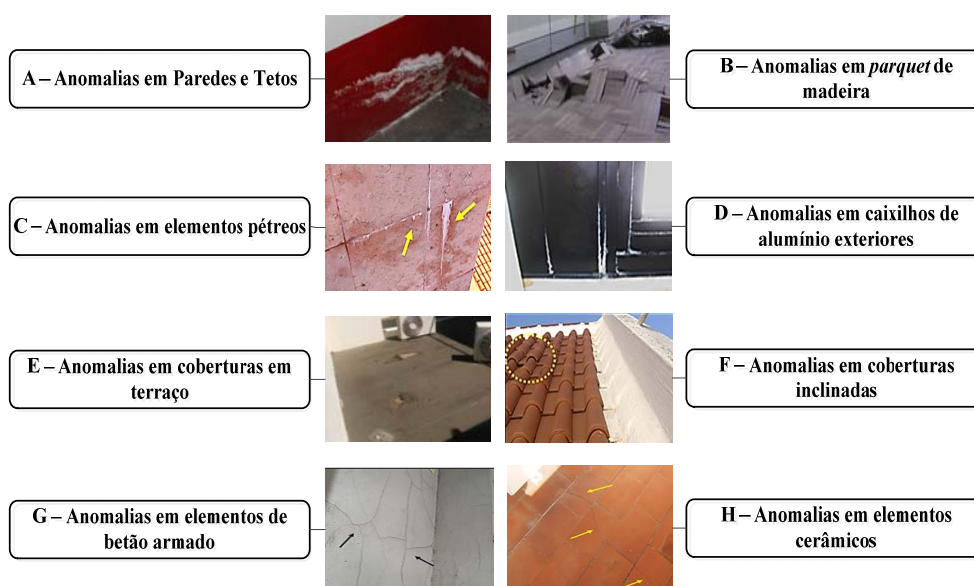 A – Anomalias em Paredes e Tetos
B – Anomalias em parquet de
madeira
C – Anomalias em elementos pétreos
D – Anomalias em caixilhos de
alumínio exteriores
E – Anomalias em coberturas em
terraço
F – Anomalias em coberturas
inclinadas
G – Anomalias em elementos de
betão armado
H – Anomalias em elementos
cerâmicos